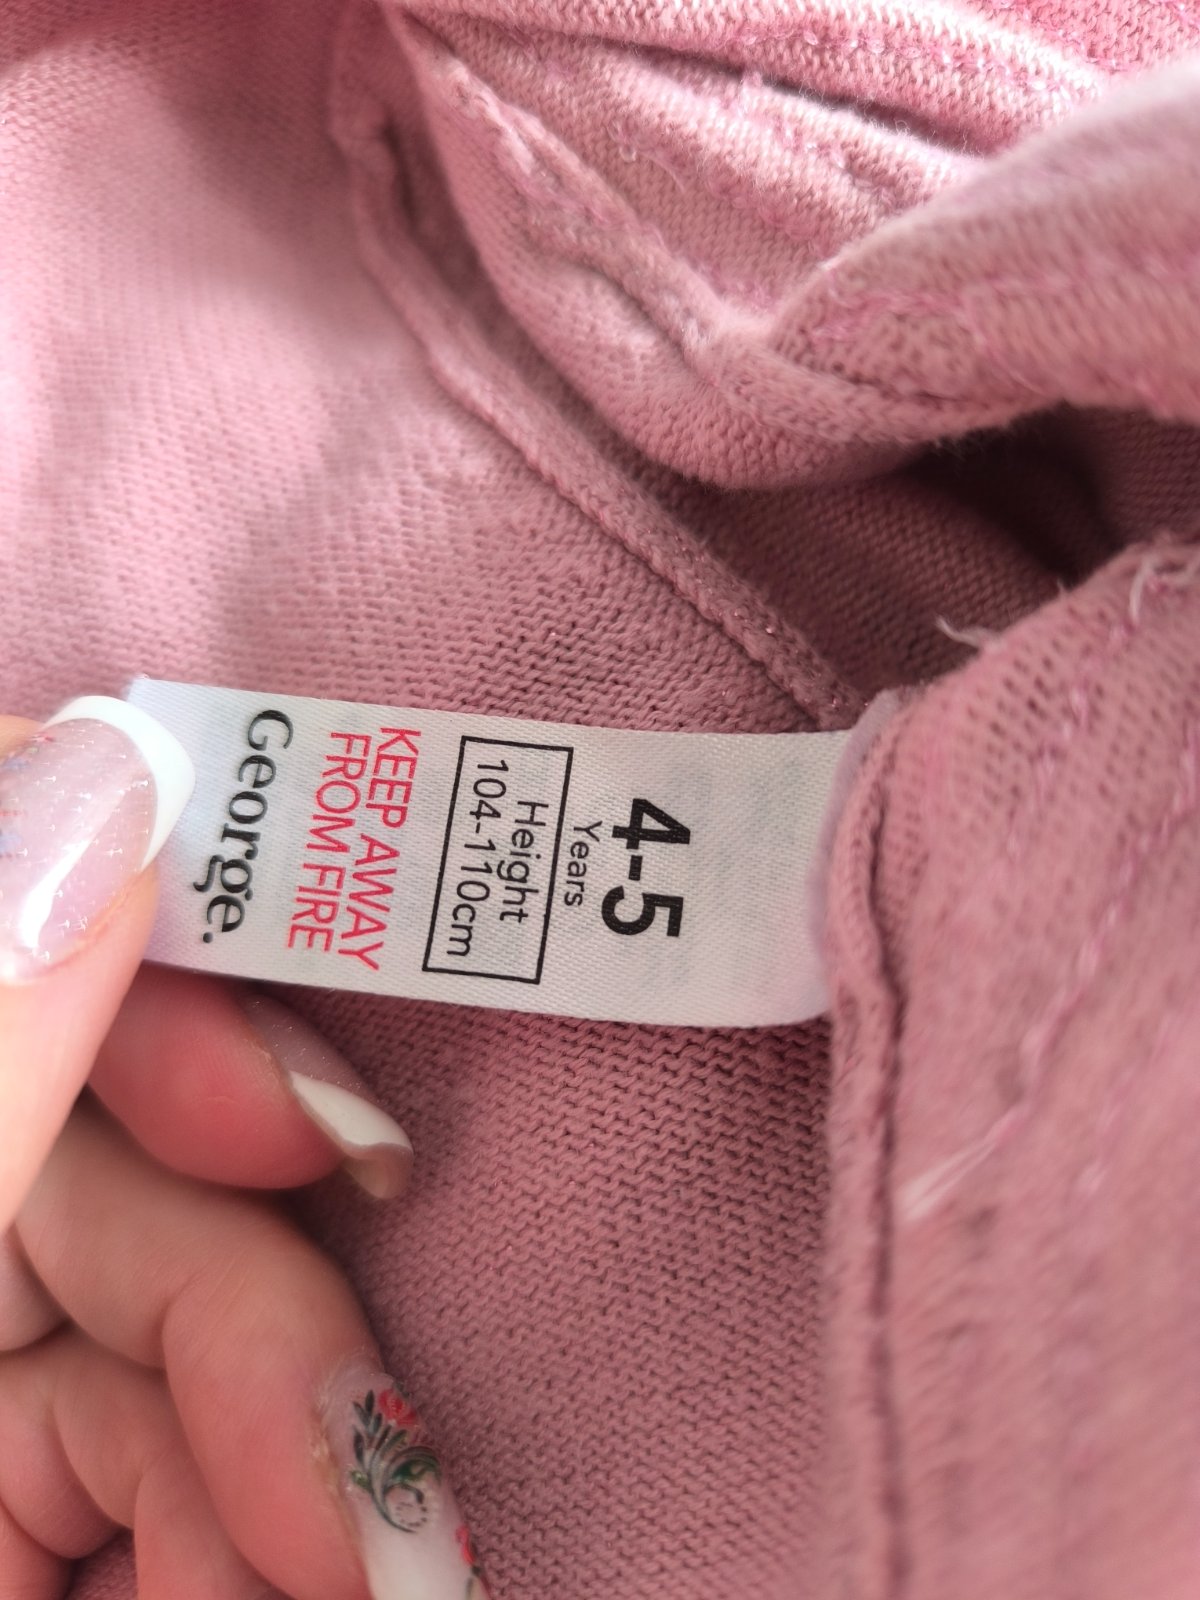 4-5
Years
Height
104-110cm
KEEP AWAY
FROM FIRE
George.